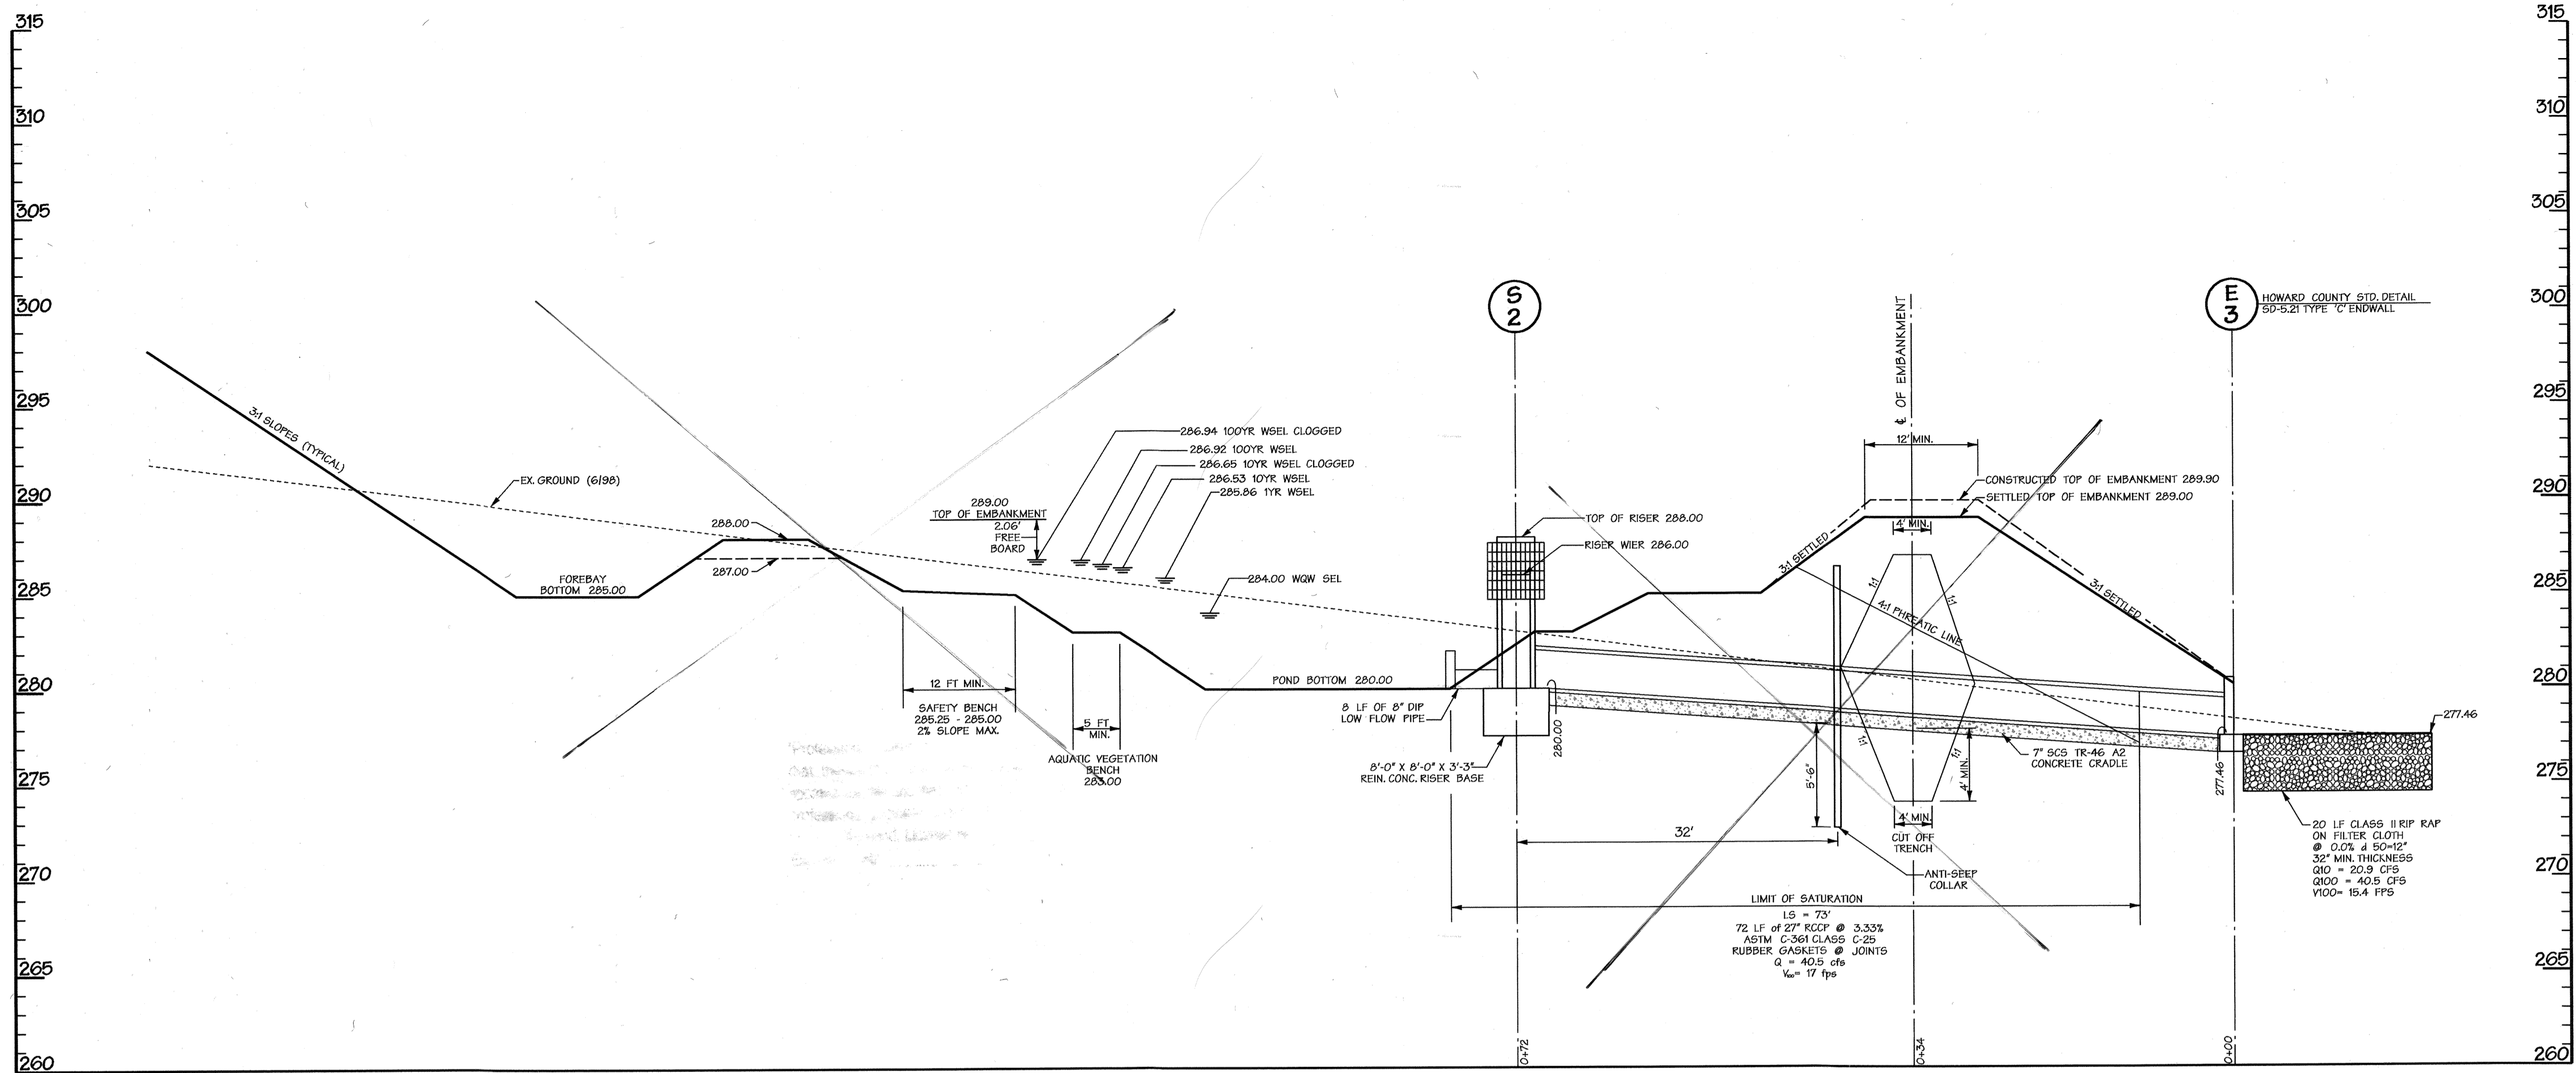 315
310
305
300
295
290
285
280
275
270
265
260
315
310
305
300
295
290
285
280
275
270
265
260
3:1 SLOPES (TYPICAL)
EX. GROUND (6/98)
FOREBAY
BOTTOM 285.00
288.00
287.00
12 FT MIN.
SAFETY BENCH
285.25 - 285.00
2% SLOPE MAX.
5 FT
MIN.
AQUATIC VEGETATION
BENCH
283.00
289.00
TOP OF EMBANKMENT
2.06'
FREE
BOARD
286.94 100YR WSEL CLOGGED
286.92 100YR WSEL
286.65 10YR WSEL CLOGGED
286.53 10YR WSEL
285.86 1YR WSEL
284.00 WQW SEL
POND BOTTOM 280.00
8 LF OF 8" DIP
LOW FLOW PIPE
8'-0" X 8'-0" X 3'-3"
REIN. CONC. RISER BASE
S
2
TOP OF RISER 288.00
RISER WIER 286.00
280.00
32'
℄ OF EMBANKMENT
12' MIN.
CONSTRUCTED TOP OF EMBANKMENT 289.90
SETTLED TOP OF EMBANKMENT 289.00
4' MIN.
3:1 SETTLED
3:1 SETTLED
1:1
1:1
4:1 PHREATIC LINE
1:1
1:1
5'-6"
4' MIN.
4' MIN.
CUT OFF
TRENCH
ANTI-SEEP
COLLAR
7" SCS TR-46 A2
CONCRETE CRADLE
LIMIT OF SATURATION
LS = 73'
72 LF of 27" RCCP @ 3.33%
ASTM C-361 CLASS C-25
RUBBER GASKETS @ JOINTS
Q = 40.5 cfs
V100= 17 fps
E
3
HOWARD COUNTY STD. DETAIL
SD-5.21 TYPE 'C' ENDWALL
277.46
277.46
20 LF CLASS II RIP RAP
ON FILTER CLOTH
@ 0.0% d 50=12"
32" MIN. THICKNESS
Q10 = 20.9 CFS
Q100 = 40.5 CFS
V100= 15.4 FPS
0+72
0+34
0+00